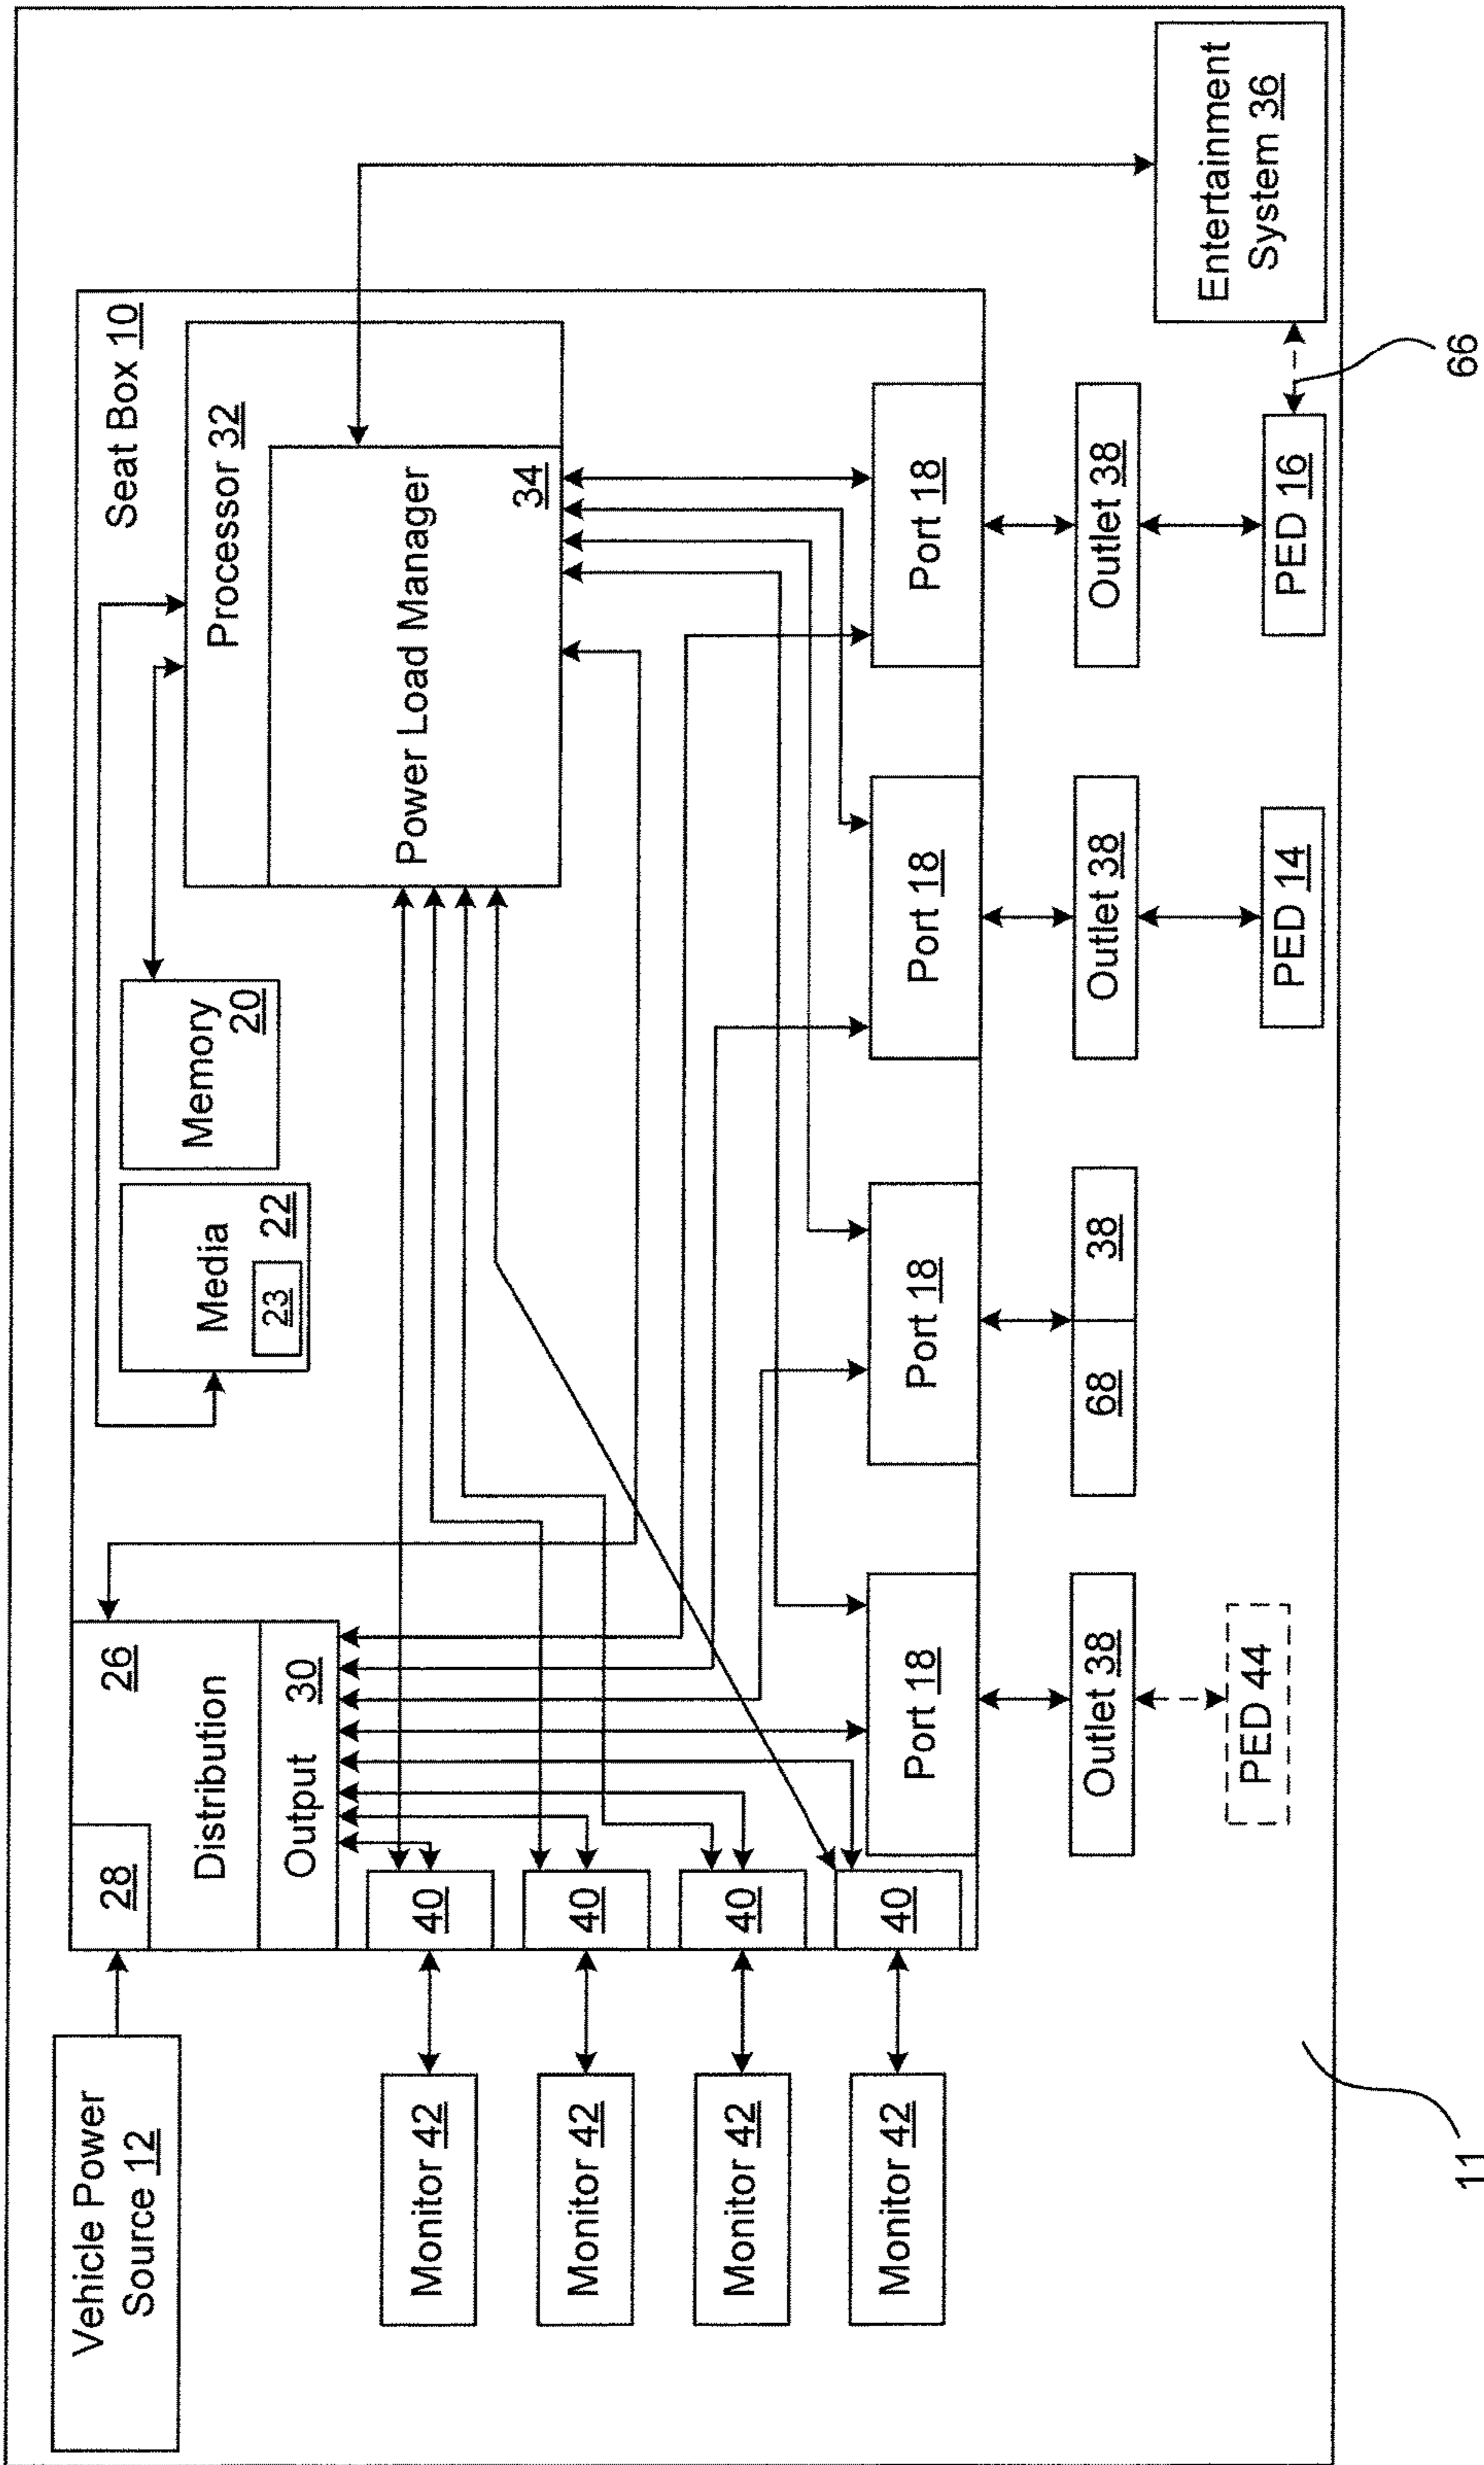 Vehicle Power
Source 12
Seat Box 10
28
26
Distribution
Output 30
Media
22
23
Memory
20
Processor 32
Power Load Manager
34
Monitor 42
40
Monitor 42
40
Monitor 42
40
Monitor 42
40
Port 18
Port 18
Port 18
Port 18
Outlet 38
68 38
Outlet 38
Outlet 38
PED 44
PED 14
PED 16
Entertainment
System 36
66
11